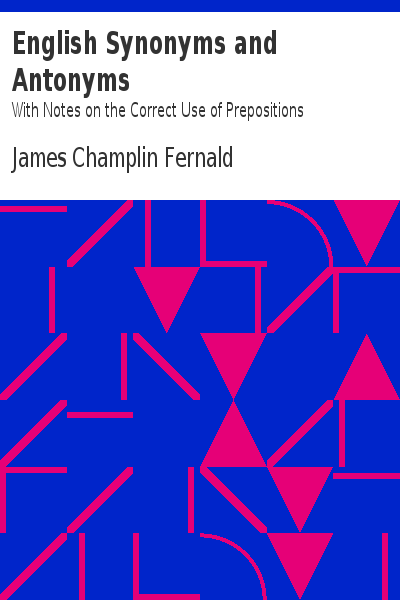 English Synonyms and
Antonyms
With Notes on the Correct Use of Prepositions
James Champlin Fernald